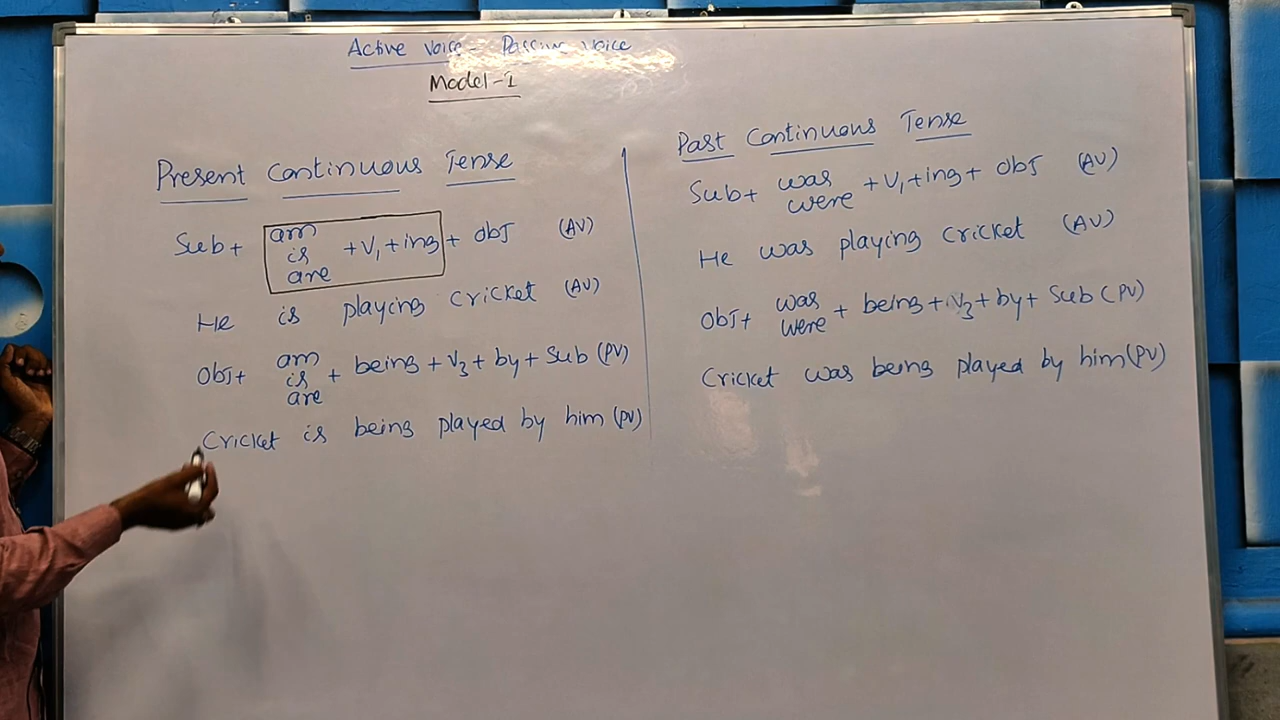 Active voice - Passive voice
Model-1
Present Continuous Tense
Sub+ am is are +V1+ing + obj (AV)
He is playing cricket (AV)
Obj+ am is are + being + V3 + by + Sub (PV)
Cricket is being played by him (PV)
Past Continuous Tense
Sub+ was were +V1+ing+ obj (AV)
He was playing cricket (AV)
Obj+ was were + being + V3 + by + Sub (PV)
Cricket was being played by him (PV)